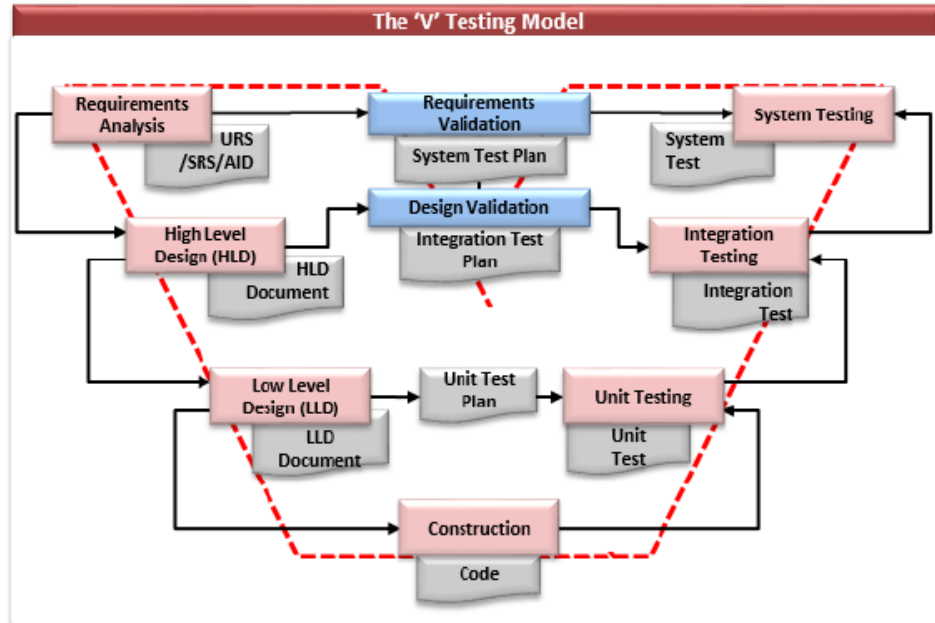 The ‘V’ Testing Model
Requirements
Analysis
URS
/SRS/AID
Requirements
Validation
System Test Plan
System Testing
System
Test
High Level
Design (HLD)
HLD
Document
Design Validation
Integration Test
Plan
Integration
Testing
Integration
Test
Low Level
Design (LLD)
LLD
Document
Unit Test
Plan
Unit Testing
Unit
Test
Construction
Code